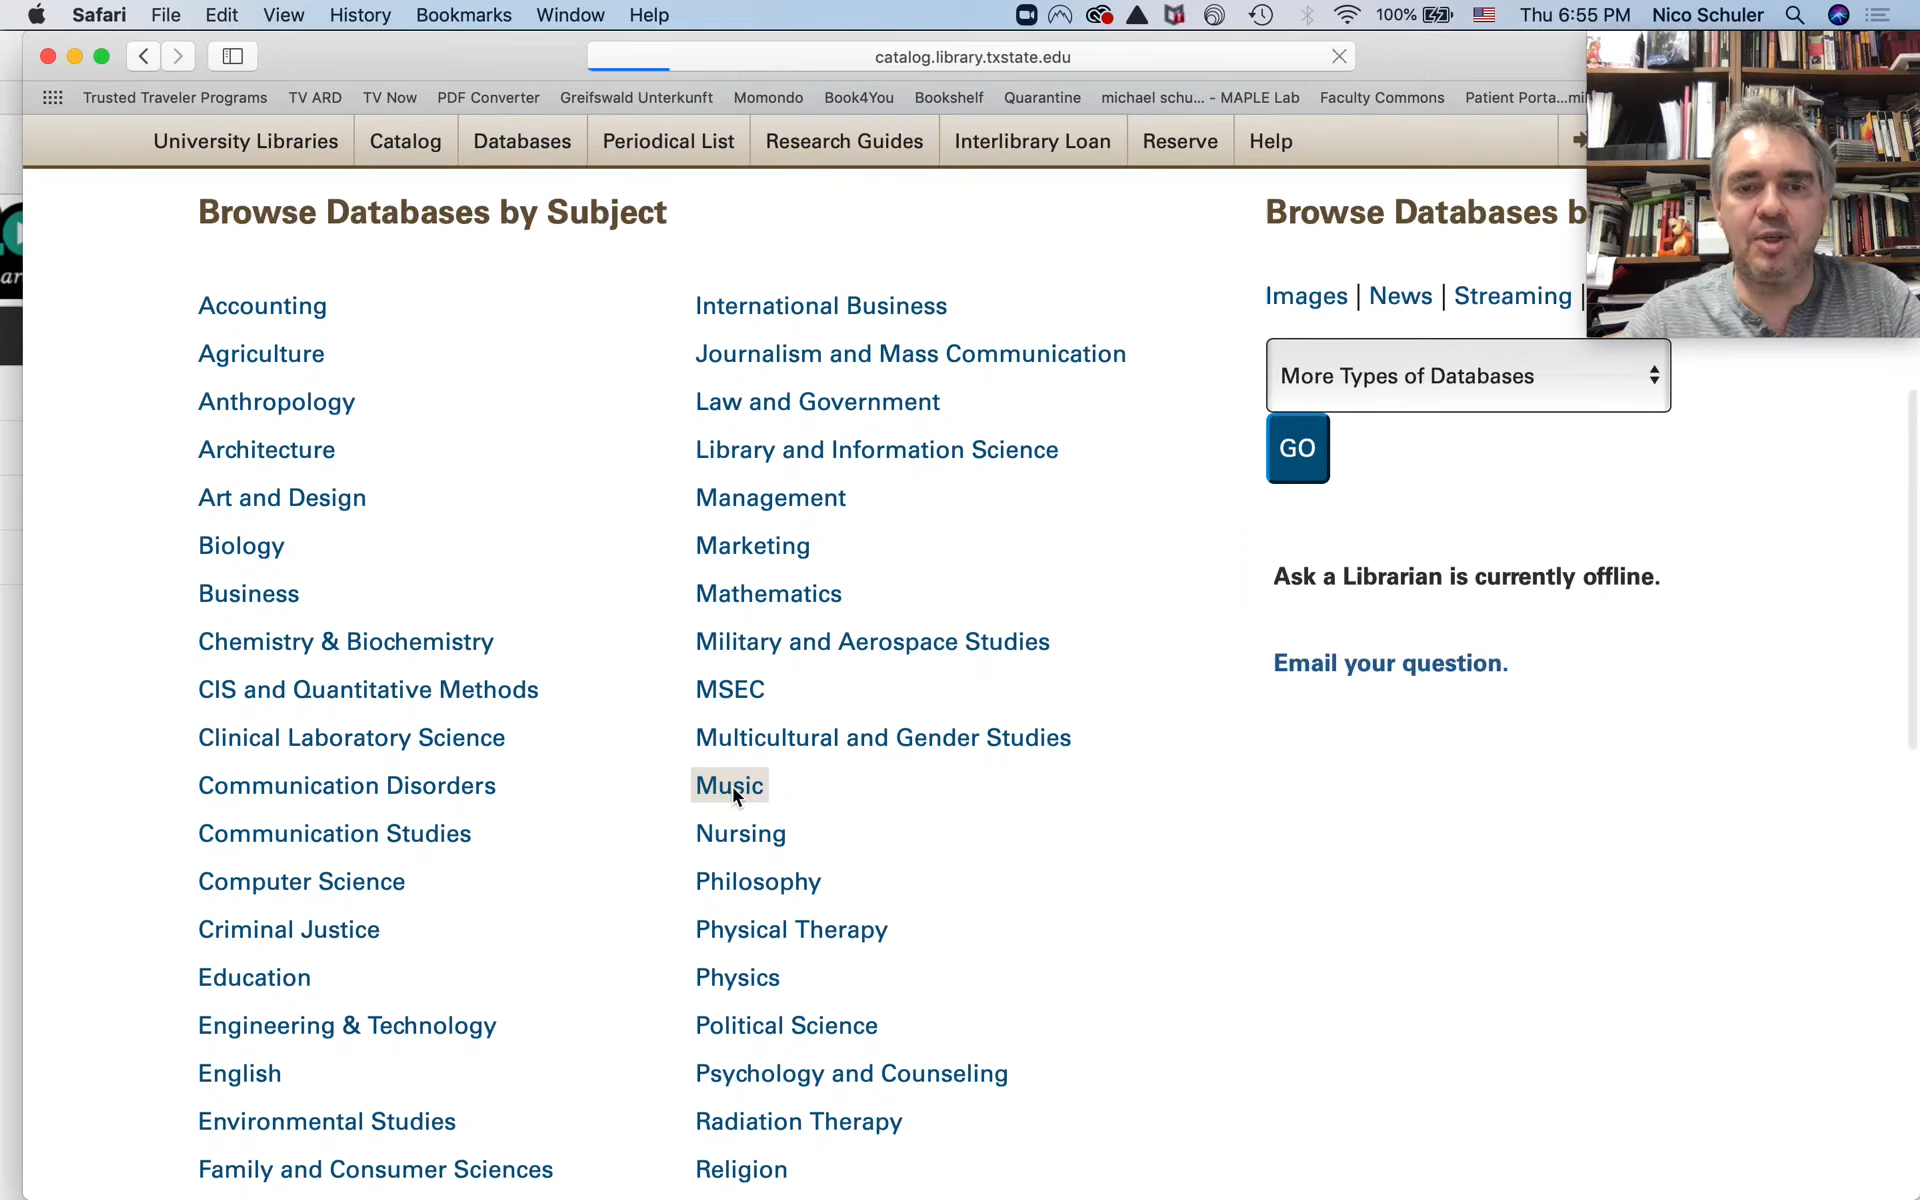 Safari File Edit View History Bookmarks Window Help 100% Thu 6:55 PM Nico Schuler
catalog.library.txstate.edu
Trusted Traveler Programs TV ARD TV Now PDF Converter Greifswald Unterkunft Momondo Book4You Bookshelf Quarantine michael schu... - MAPLE Lab Faculty Commons Patient Porta...
University Libraries Catalog Databases Periodical List Research Guides Interlibrary Loan Reserve Help
Browse Databases by Subject
Accounting
Agriculture
Anthropology
Architecture
Art and Design
Biology
Business
Chemistry & Biochemistry
CIS and Quantitative Methods
Clinical Laboratory Science
Communication Disorders
Communication Studies
Computer Science
Criminal Justice
Education
Engineering & Technology
English
Environmental Studies
Family and Consumer Sciences
International Business
Journalism and Mass Communication
Law and Government
Library and Information Science
Management
Marketing
Mathematics
Military and Aerospace Studies
MSEC
Multicultural and Gender Studies
Music
Nursing
Philosophy
Physical Therapy
Physics
Political Science
Psychology and Counseling
Radiation Therapy
Religion
Browse Databases b
Images | News | Streaming |
More Types of Databases
GO
Ask a Librarian is currently offline.
Email your question.